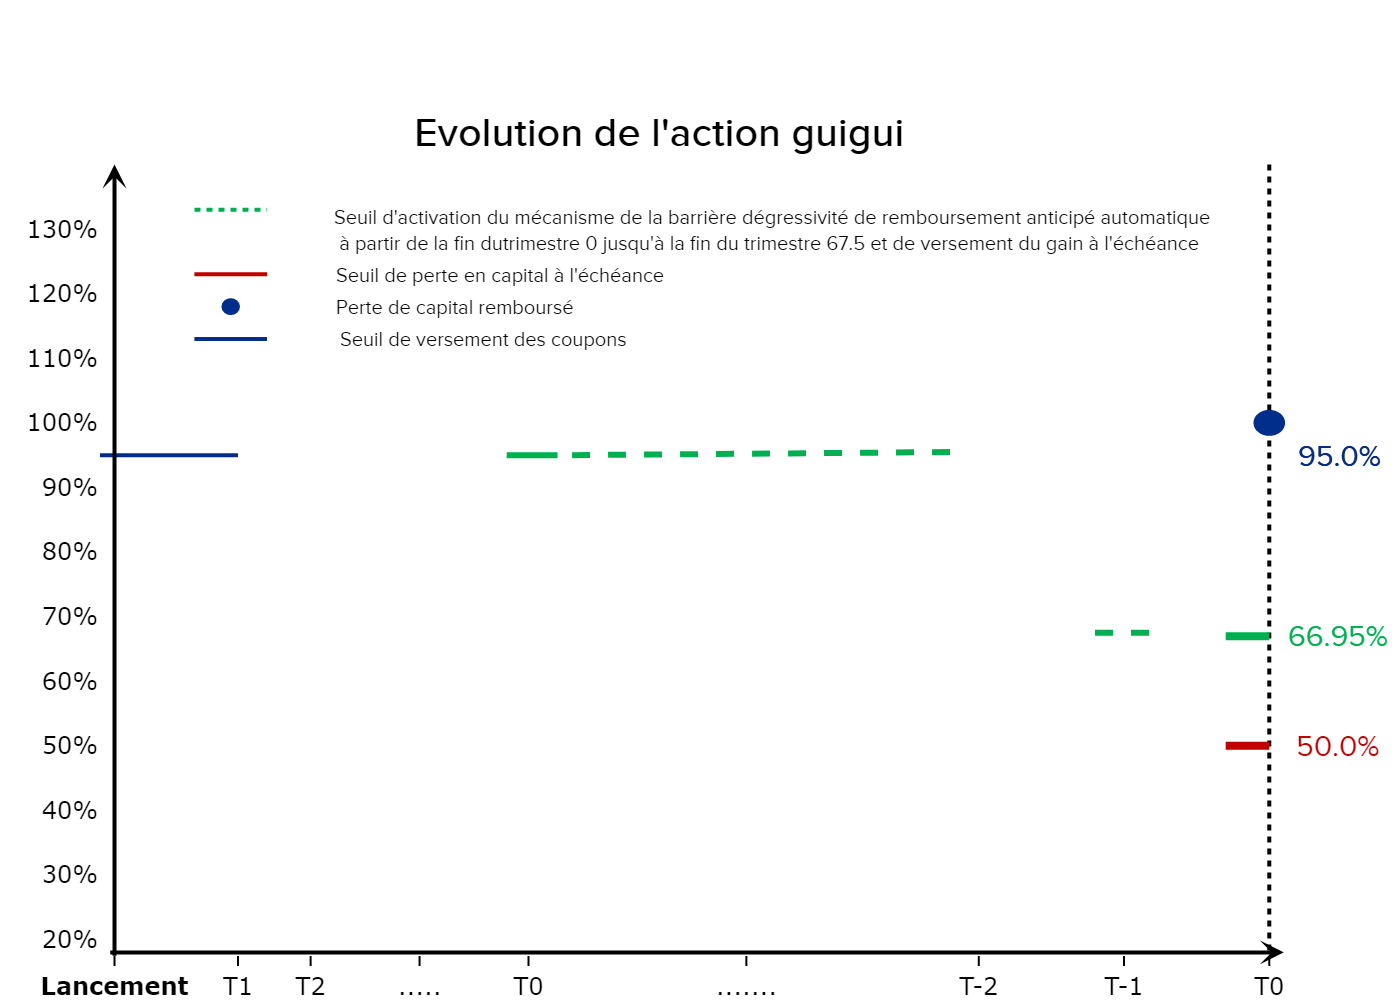 Evolution de l'action guigui
Seuil d'activation du mécanisme de la barrière dégressivité de remboursement anticipé automatique
à partir de la fin dutrimestre 0 jusqu'à la fin du trimestre 67.5 et de versement du gain à l'échéance
Seuil de perte en capital à l'échéance
Perte de capital remboursé
Seuil de versement des coupons
130%
120%
110%
100%
90%
80%
70%
60%
50%
40%
30%
20%
95.0%
66.95%
50.0%
Lancement T1 T2 ..... T0 ....... T-2 T-1 T0